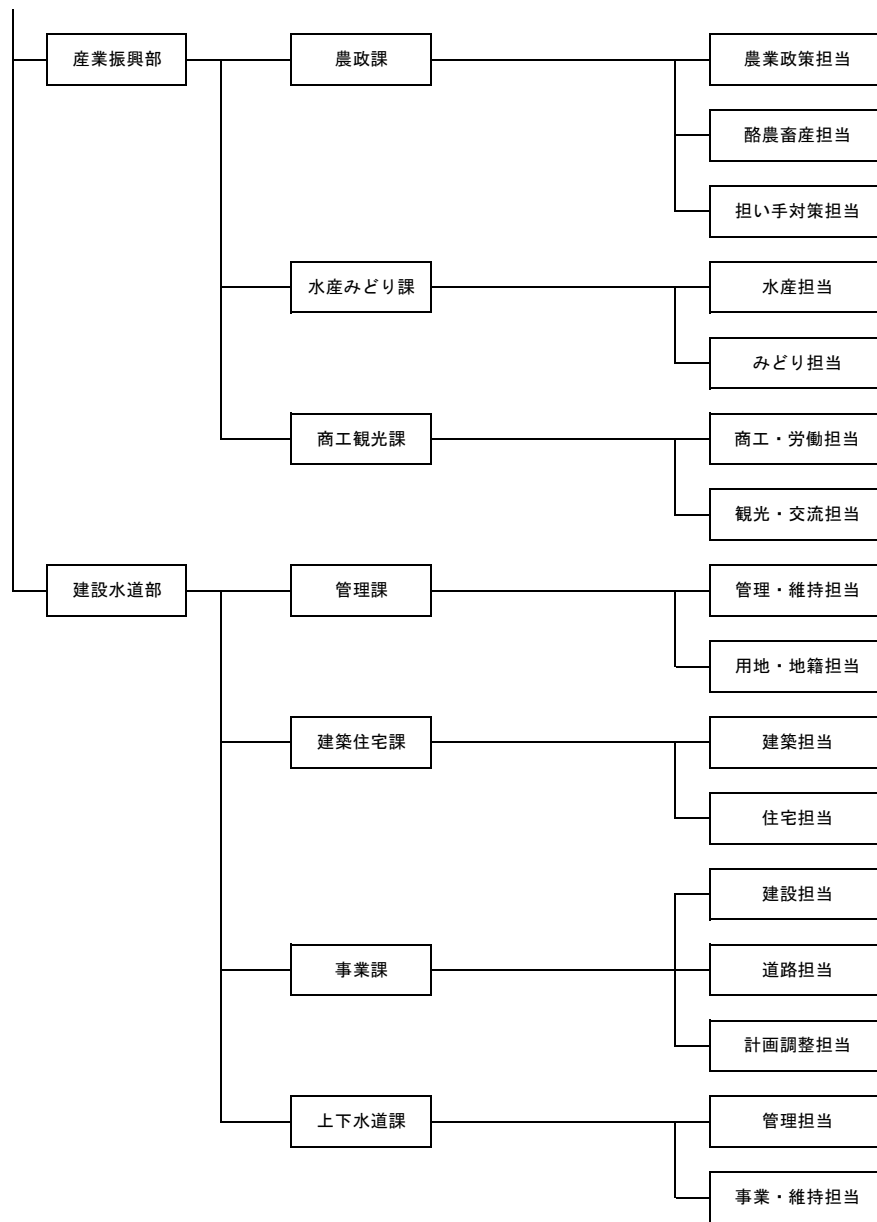 産業振興部
農政課
農業政策担当
酪農畜産担当
担い手対策担当
水産みどり課
水産担当
みどり担当
商工観光課
商工・労働担当
観光・交流担当
建設水道部
管理課
管理・維持担当
用地・地籍担当
建築住宅課
建築担当
住宅担当
建設担当
事業課
道路担当
計画調整担当
上下水道課
管理担当
事業・維持担当